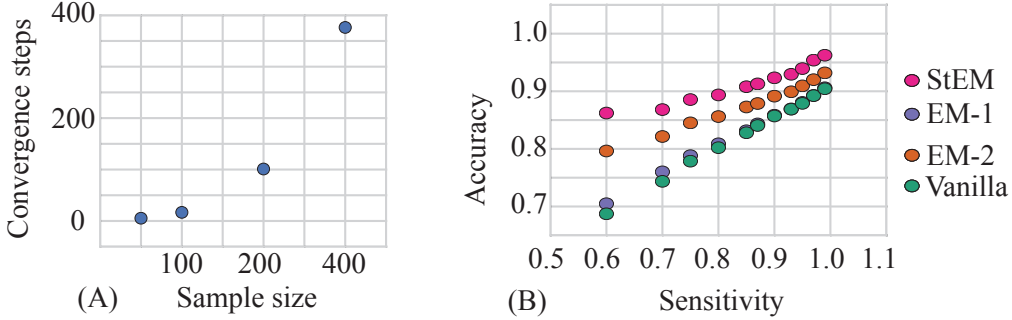 Convergence steps
400
200
0
100 200 400
(A) Sample size
Accuracy
1.0
0.9
0.8
0.7
0.5 0.6 0.7 0.8 0.9 1.0 1.1
(B) Sensitivity
StEM
EM-1
EM-2
Vanilla